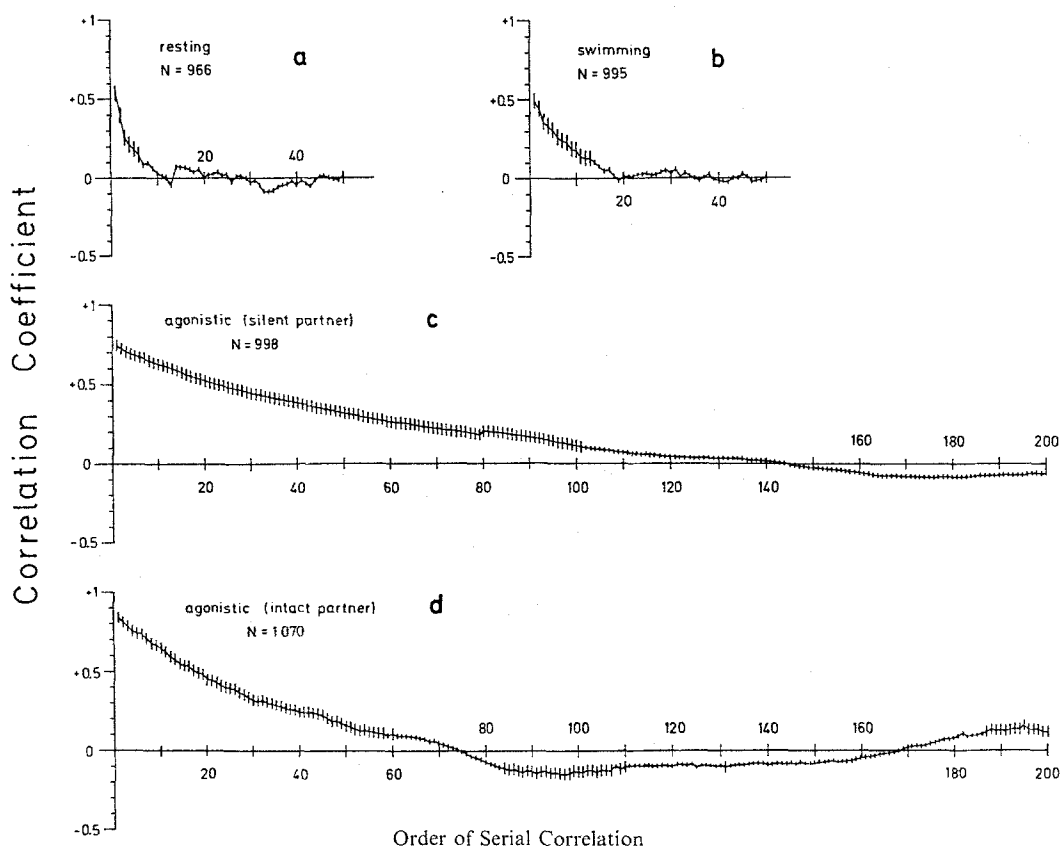 Correlation Coefficient
+1
+0.5
0
-0.5
resting
N = 966
a
20
40
+1
+0.5
0
-0.5
swimming
N = 995
b
20
40
+1
+0.5
0
-0.5
agonistic (silent partner)
N = 998
c
20
40
60
80
100
120
140
160
180
200
+1
+0.5
0
-0.5
agonistic (intact partner)
N = 1070
d
20
40
60
80
100
120
140
160
180
200
Order of Serial Correlation